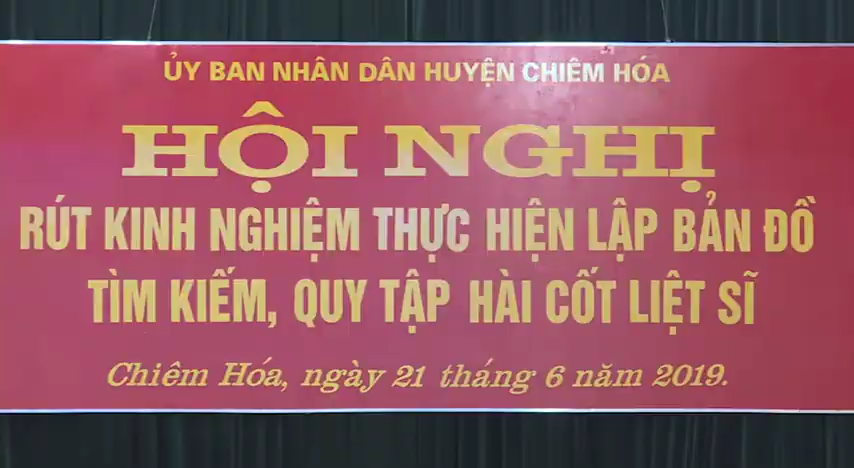 ỦY BAN NHÂN DÂN HUYỆN CHIÊM HÓA
HỘI NGHỊ
RÚT KINH NGHIỆM THỰC HIỆN LẬP BẢN ĐỒ
TÌM KIẾM, QUY TẬP HÀI CỐT LIỆT SĨ
Chiêm Hóa, ngày 21 tháng 6 năm 2019.